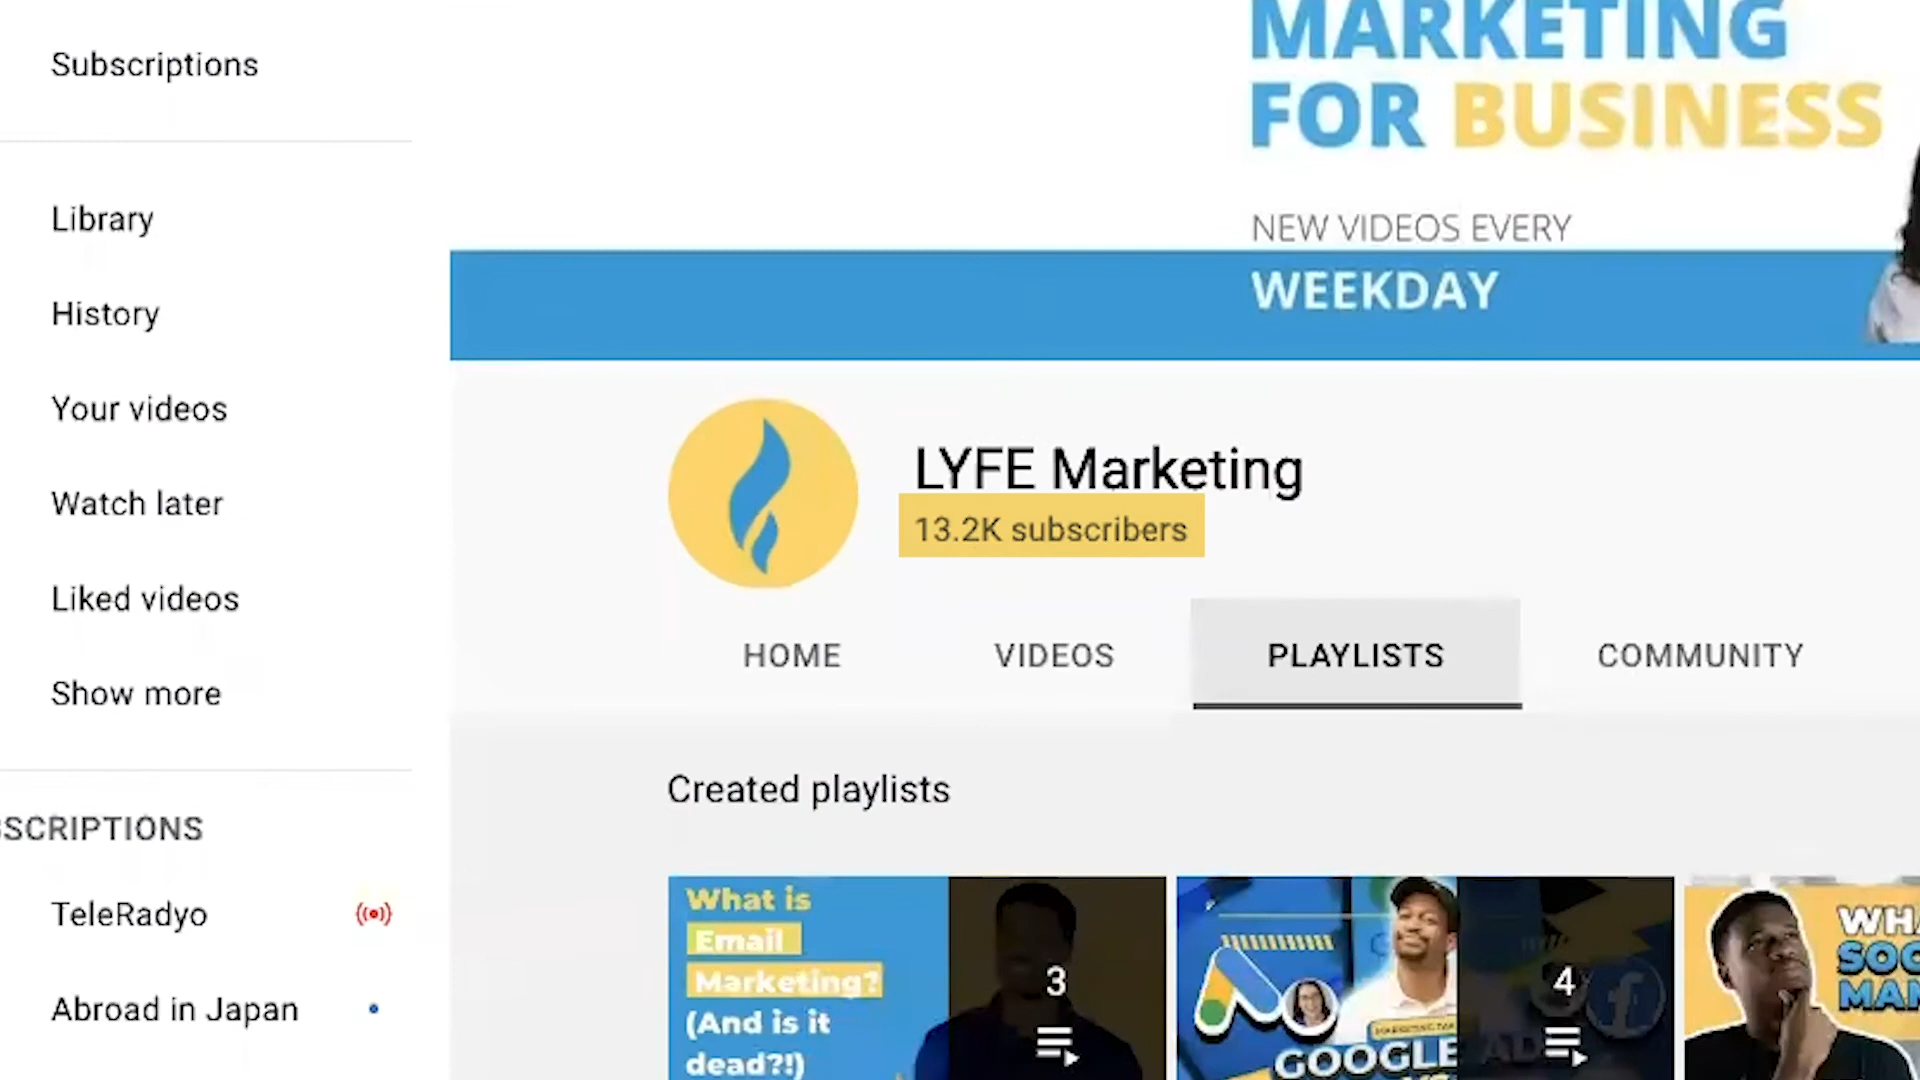 Subscriptions
Library
History
Your videos
Watch later
Liked videos
Show more
SCRIPTIONS
TeleRadyo
Abroad in Japan
MARKETING
FOR BUSINESS
NEW VIDEOS EVERY
WEEKDAY
LYFE Marketing
13.2K subscribers
HOME
VIDEOS
PLAYLISTS
COMMUNITY
Created playlists
What is
Email
Marketing?
(And is it
dead?!)
3
4
GOOGLE ADS